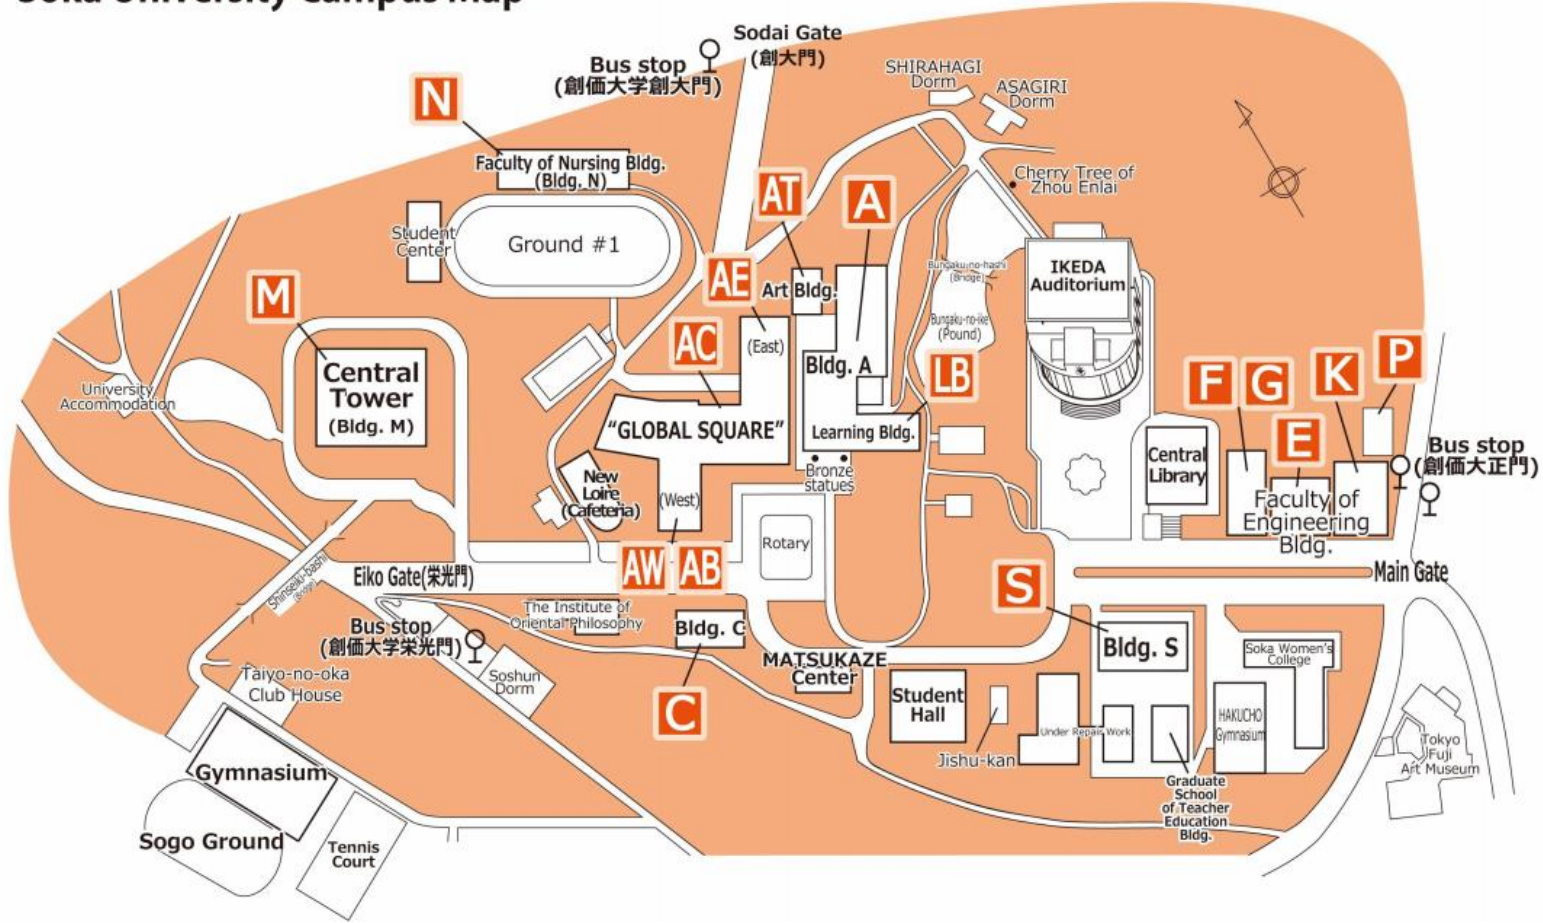 Soka University Campus Map
Sodai Gate
(創大門)
Bus stop
(創価大学創大門)
SHIRAHAGI
Dorm
ASAGIRI
Dorm
N
Faculty of Nursing Bldg.
(Bldg. N)
Cherry Tree of
Zhou Enlai
AT
A
Student
Center
Ground #1
Bungaku-no-hashi
(Bridge)
IKEDA
Auditorium
AE
Art Bldg.
M
Bungaku-no-ike
(Pound)
AC
(East)
Bldg. A
LB
P
K
F
G
Central
Tower
(Bldg. M)
University
Accommodation
"GLOBAL SQUARE"
Learning Bldg.
E
Bus stop
(創価大正門)
Central
Library
Bronze
statues
New
Loire
(Cafeteria)
(West)
Faculty of
Engineering
Bldg.
Rotary
AW
AB
Main Gate
Eiko Gate(栄光門)
Shinseiki-bashi
(Bridge)
S
The Institute of
Oriental Philosophy
Bldg. C
Bus stop
(創価大学栄光門)
Bldg. S
Soka Women's
College
MATSUKAZE
Center
Taiyo-no-oka
Club House
Soshun
Dorm
C
Student
Hall
HAKUCHO
Gymnasium
Under Repair Work
Jishu-kan
Tokyo
Fuji
Art Museum
Gymnasium
Graduate
School
of Teacher
Education
Bldg.
Sogo Ground
Tennis
Court